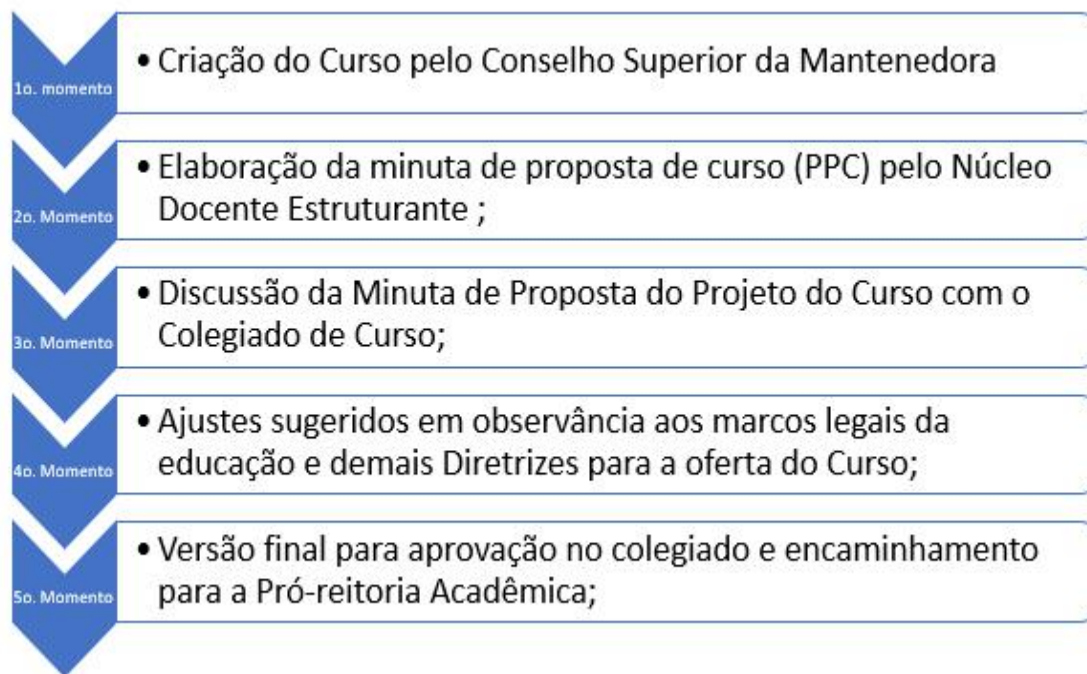 1o. momento
• Criação do Curso pelo Conselho Superior da Mantenedora
2o. Momento
• Elaboração da minuta de proposta de curso (PPC) pelo Núcleo
Docente Estruturante ;
3o. Momento
• Discussão da Minuta de Proposta do Projeto do Curso com o
Colegiado de Curso;
4o. Momento
• Ajustes sugeridos em observância aos marcos legais da
educação e demais Diretrizes para a oferta do Curso;
5o. Momento
• Versão final para aprovação no colegiado e encaminhamento
para a Pró-reitoria Acadêmica;